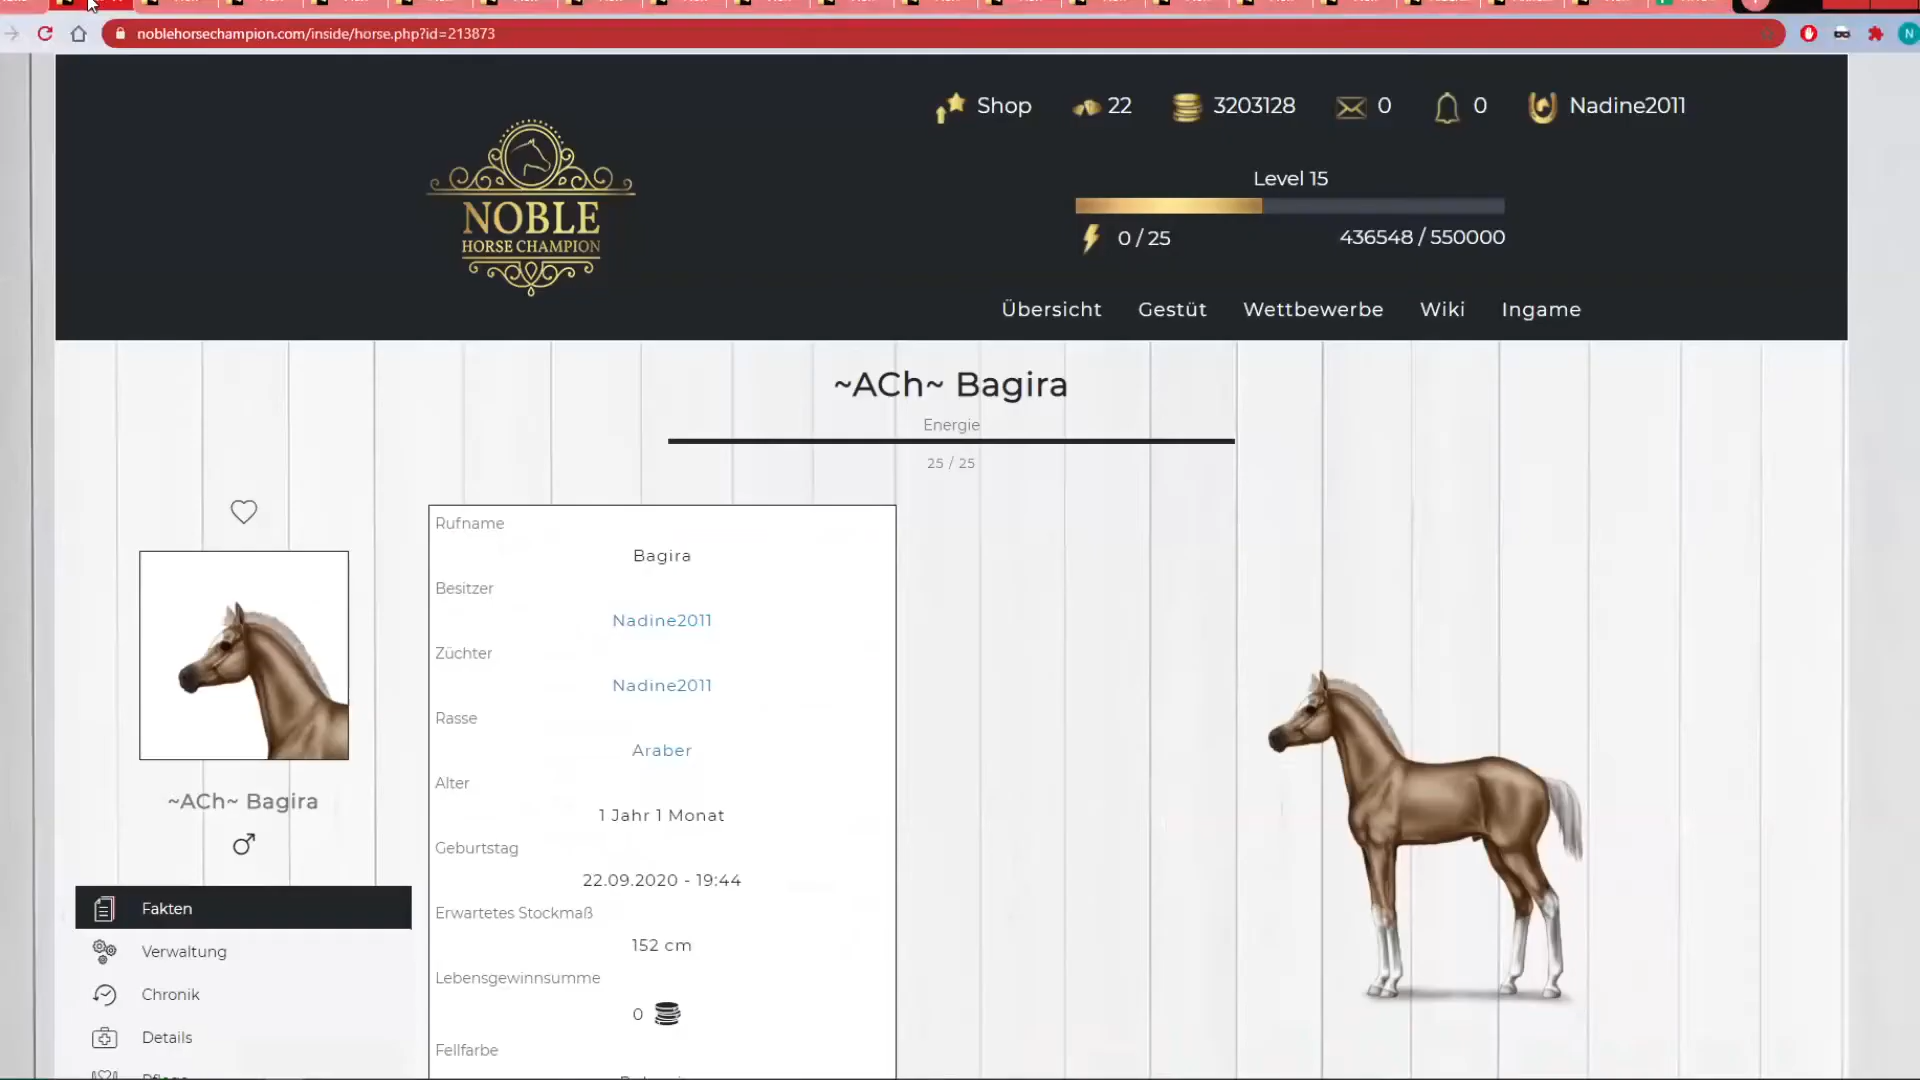 noblehorsechampion.com/inside/horse.php?id=213873
N
Shop
22
3203128
0
0
Nadine2011
NOBLE
HORSE CHAMPION
Level 15
0 / 25
436548 / 550000
Übersicht
Gestüt
Wettbewerbe
Wiki
Ingame
~ACh~ Bagira
Energie
25 / 25
Rufname
Bagira
Besitzer
Nadine2011
Züchter
Nadine2011
Rasse
Araber
Alter
1 Jahr 1 Monat
Geburtstag
22.09.2020 - 19:44
Erwartetes Stockmaß
152 cm
Lebensgewinnsumme
0
Fellfarbe
~ACh~ Bagira
Fakten
Verwaltung
Chronik
Details